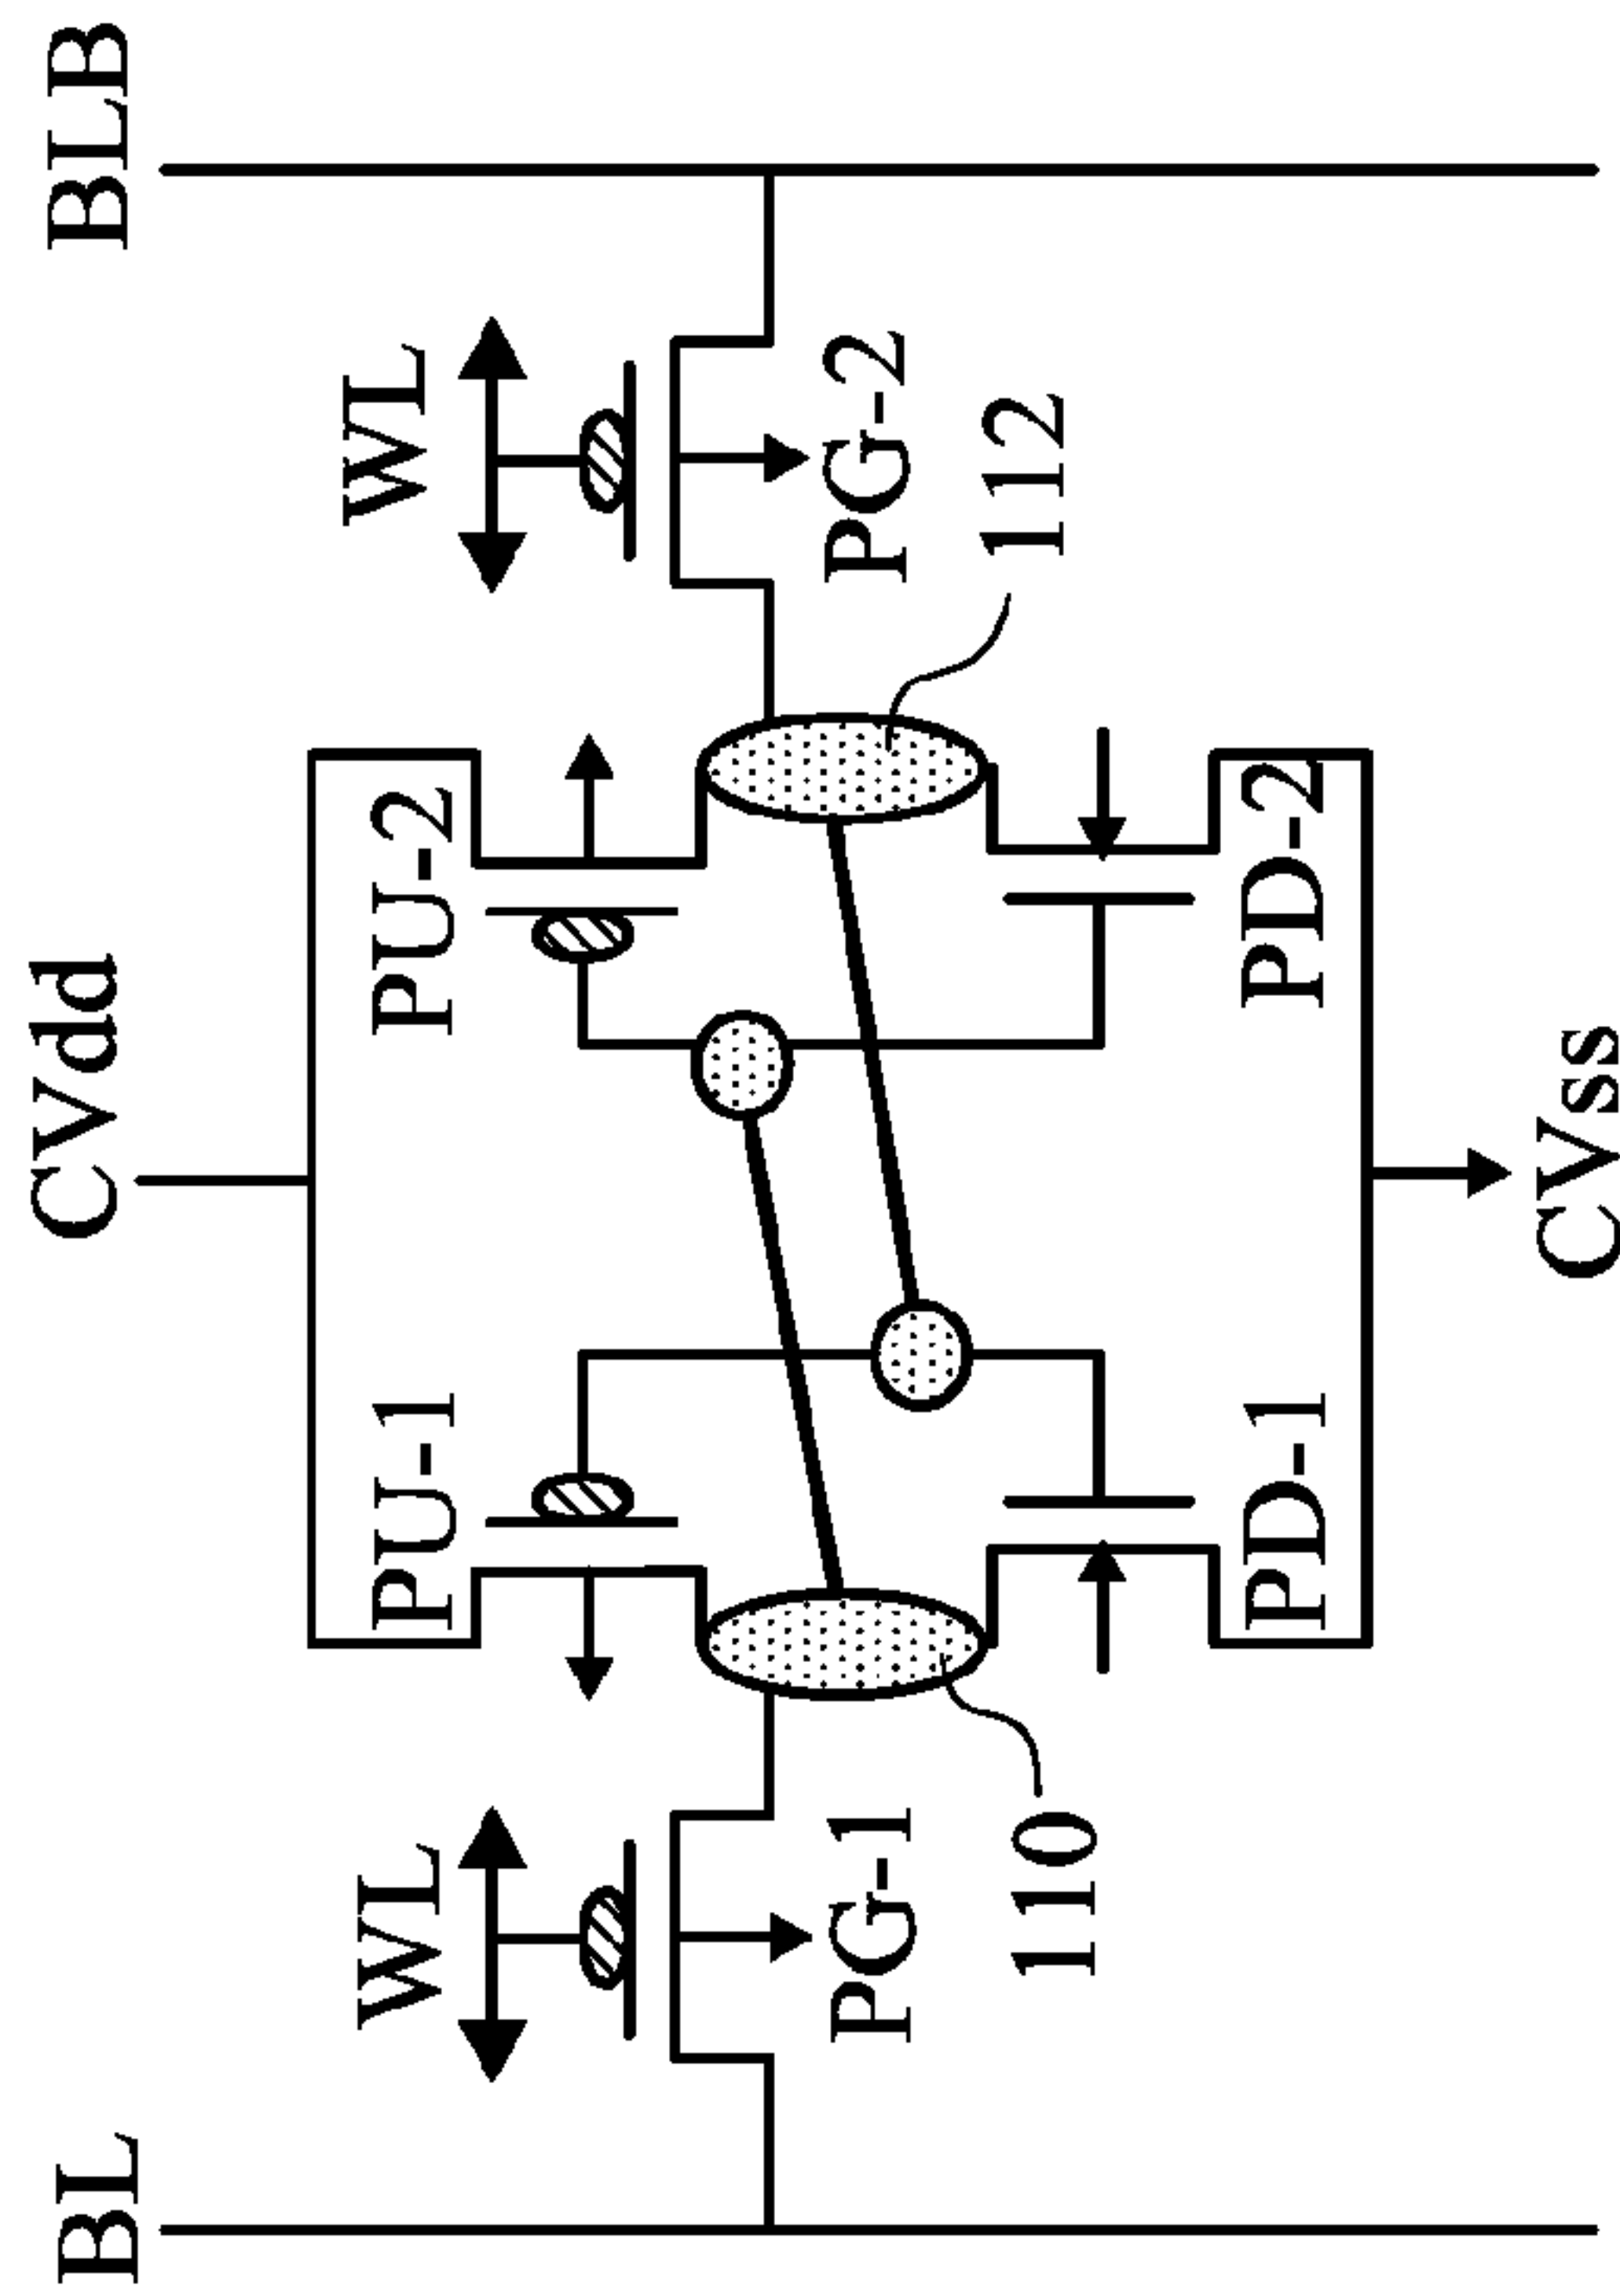 CVdd
BL
BLB
WL
WL
PU-1
PU-2
PG-1
PG-2
110
112
PD-1
PD-2
CVss